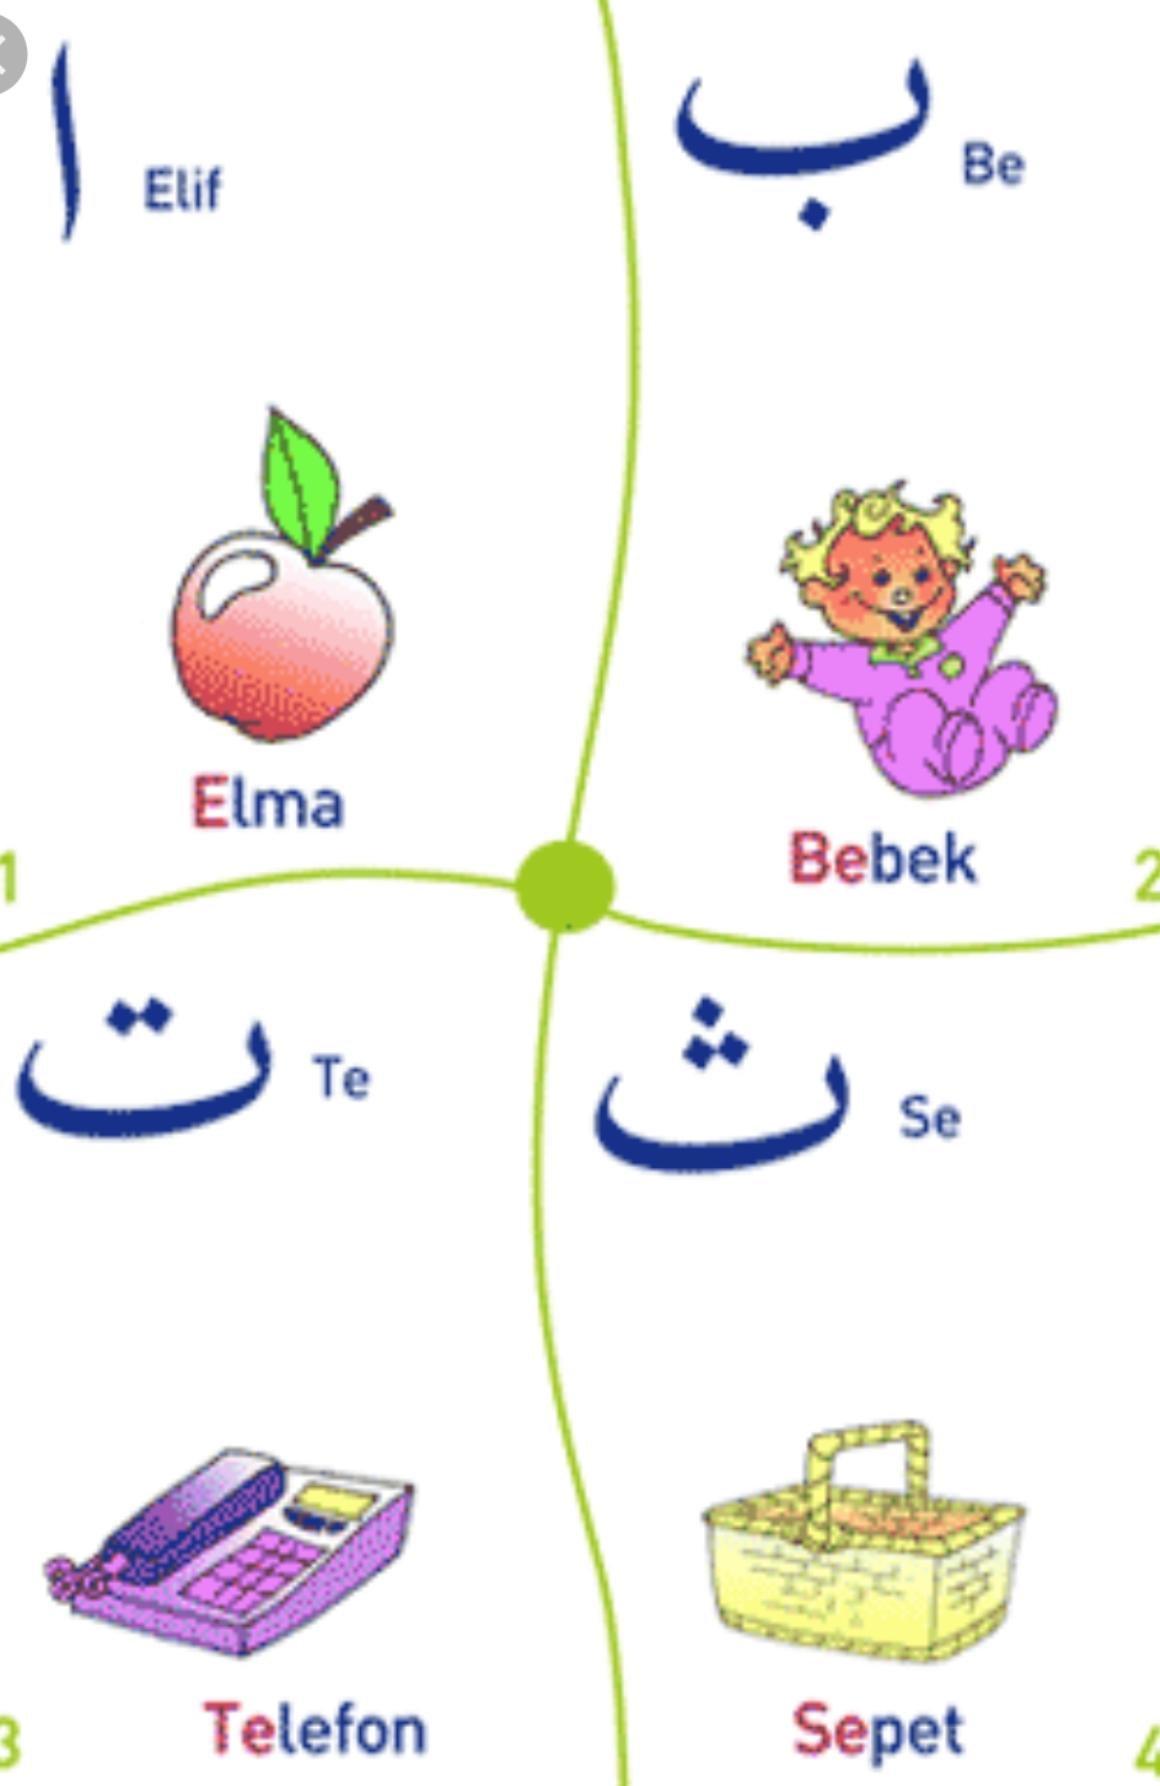 ا Elif
Elma
1
ب Be
Bebek
2
ت Te
Telefon
3
ث Se
Sepet
4